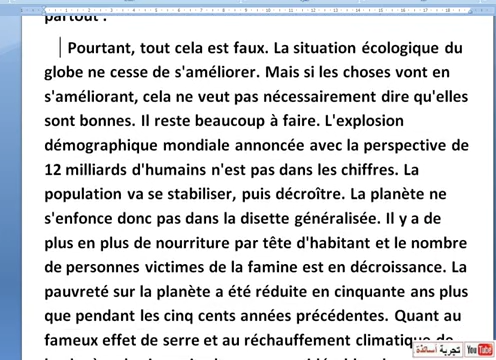 partout :
Pourtant, tout cela est faux. La situation écologique du
globe ne cesse de s'améliorer. Mais si les choses vont en
s'améliorant, cela ne veut pas nécessairement dire qu'elles
sont bonnes. Il reste beaucoup à faire. L'explosion
démographique mondiale annoncée avec la perspective de
12 milliards d'humains n'est pas dans les chiffres. La
population va se stabiliser, puis décroître. La planète ne
s'enfonce donc pas dans la disette généralisée. Il y a de
plus en plus de nourriture par tête d'habitant et le nombre
de personnes victimes de la famine est en décroissance. La
pauvreté sur la planète a été réduite en cinquante ans plus
que pendant les cinq cents années précédentes. Quant au
fameux effet de serre et au réchauffement climatique de
تجربة أساتذة YouTube